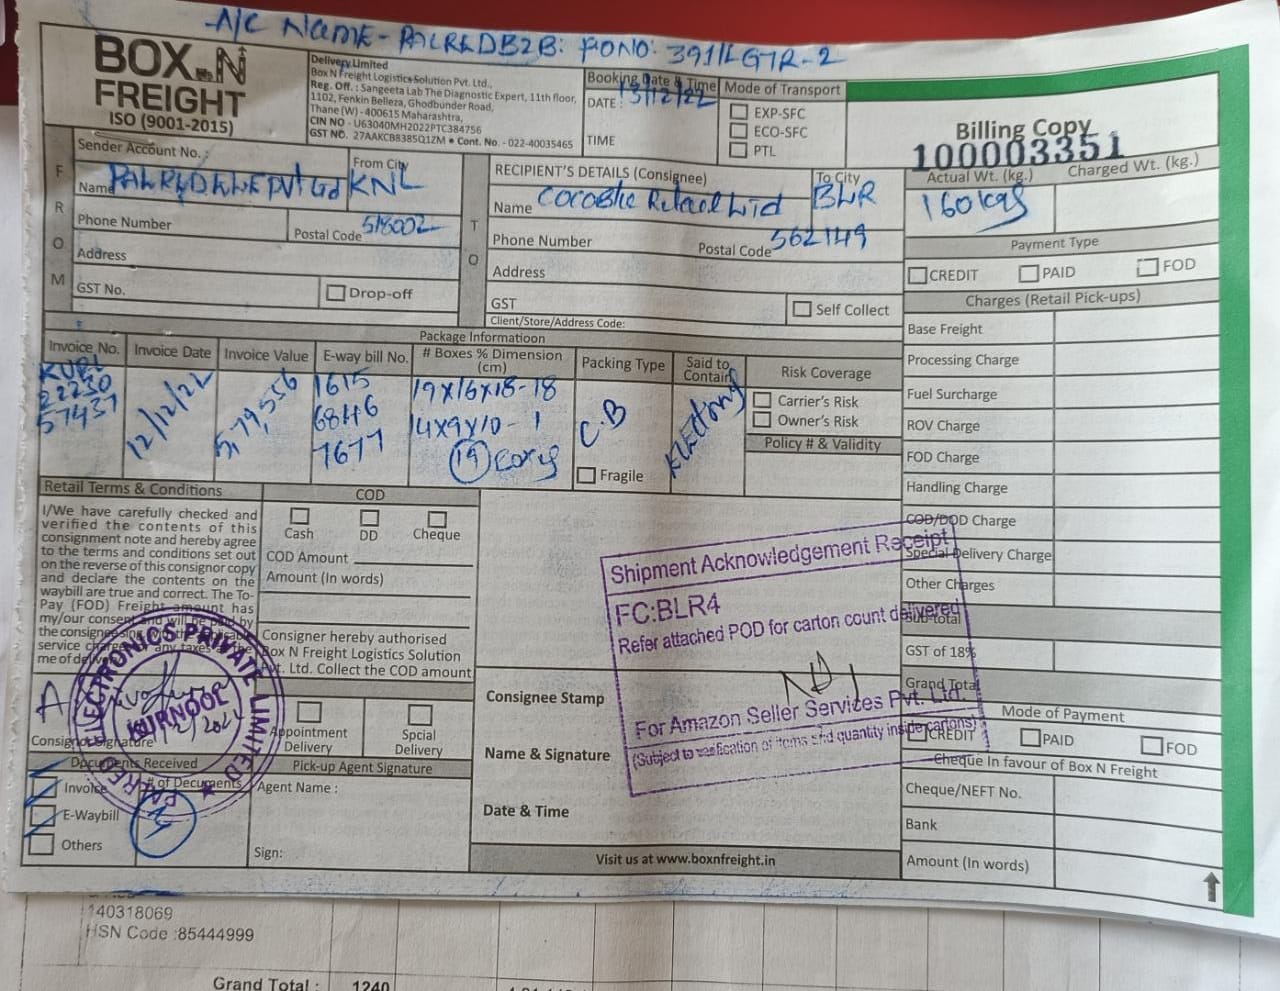 A/C NAME - PALRED B2B: PONO: 391LLGTR-2
BOX N
FREIGHT
ISO (9001-2015)
Delivery Limited
Box N Freight Logistics Solution Pvt. Ltd.,
Reg. Off. : Sangeeta Lab The Diagnostic Expert, 11th floor,
1102, Fenkin Belleza, Ghodbunder Road,
Thane (W) - 400615 Maharashtra,
CIN NO - U63040MH2022PTC384756
GST NO. 27AAKCB8385Q1ZM • Cont. No. - 022-40035465
Booking Date & Time
DATE : 13/12/22
TIME
Mode of Transport
EXP-SFC
ECO-SFC
PTL
Billing Copy
100003351
FROM
Sender Account No. :
Name
From City
KNL
Phone Number
Postal Code 518002
Address
GST No.
Drop-off
TO
RECIPIENT'S DETAILS (Consignee)
Name Cocoblu Retail Ltd
To City
BLR
Phone Number
Postal Code 562149
Address
GST
Self Collect
Client/Store/Address Code:
Actual Wt. (kg.)
160 kgs
Charged Wt. (kg.)
Payment Type
CREDIT
PAID
FOD
Charges (Retail Pick-ups)
Base Freight
Processing Charge
Fuel Surcharge
ROV Charge
FOD Charge
Handling Charge
COD/DOD Charge
Special Delivery Charge
Other Charges
Sub-total
GST of 18%
Grand Total
Mode of Payment
CREDIT
PAID
FOD
Cheque In favour of Box N Freight
Cheque/NEFT No.
Bank
Amount (In words)
Package Informatioon
Invoice No.
KURL
22230
57437
Invoice Date
12/12/22
Invoice Value
5,79,556
E-way bill No.
1615
6846
7677
# Boxes % Dimension
(cm)
19x16x18-18
14x9x10- 1
19
Packing Type
C.B
Fragile
Said to
Contain
Risk Coverage
Carrier's Risk
Owner's Risk
Policy # & Validity
Retail Terms & Conditions
I/We have carefully checked and
verified the contents of this
consignment note and hereby agree
to the terms and conditions set out
on the reverse of this consignor copy
and declare the contents on the
waybill are true and correct. The To-
Pay (FOD) Freight amount has
my/our consent and will be paid by
the consignee
service charge any taxes
me of
Consignor Signature
COD
Cash
DD
Cheque
COD Amount
Amount (In words)
Consigner hereby authorised
Box N Freight Logistics Solution
Pvt. Ltd. Collect the COD amount
Appointment
Delivery
Spcial
Delivery
Documents Received
Invoice
E-Waybill
Others
# of Documents
Pick-up Agent Signature
Agent Name :
Sign:
PALRED ELECTRONICS PRIVATE LIMITED
KURNOOL
Consignee Stamp
Name & Signature
Date & Time
Visit us at www.boxnfreight.in
Shipment Acknowledgement Receipt
FC:BLR4
Refer attached POD for carton count delivered
For Amazon Seller Services Pvt. Ltd.
(Subject to verification of items and quantity inside cartons)
140318069
HSN Code :85444999
Grand Total : 1240